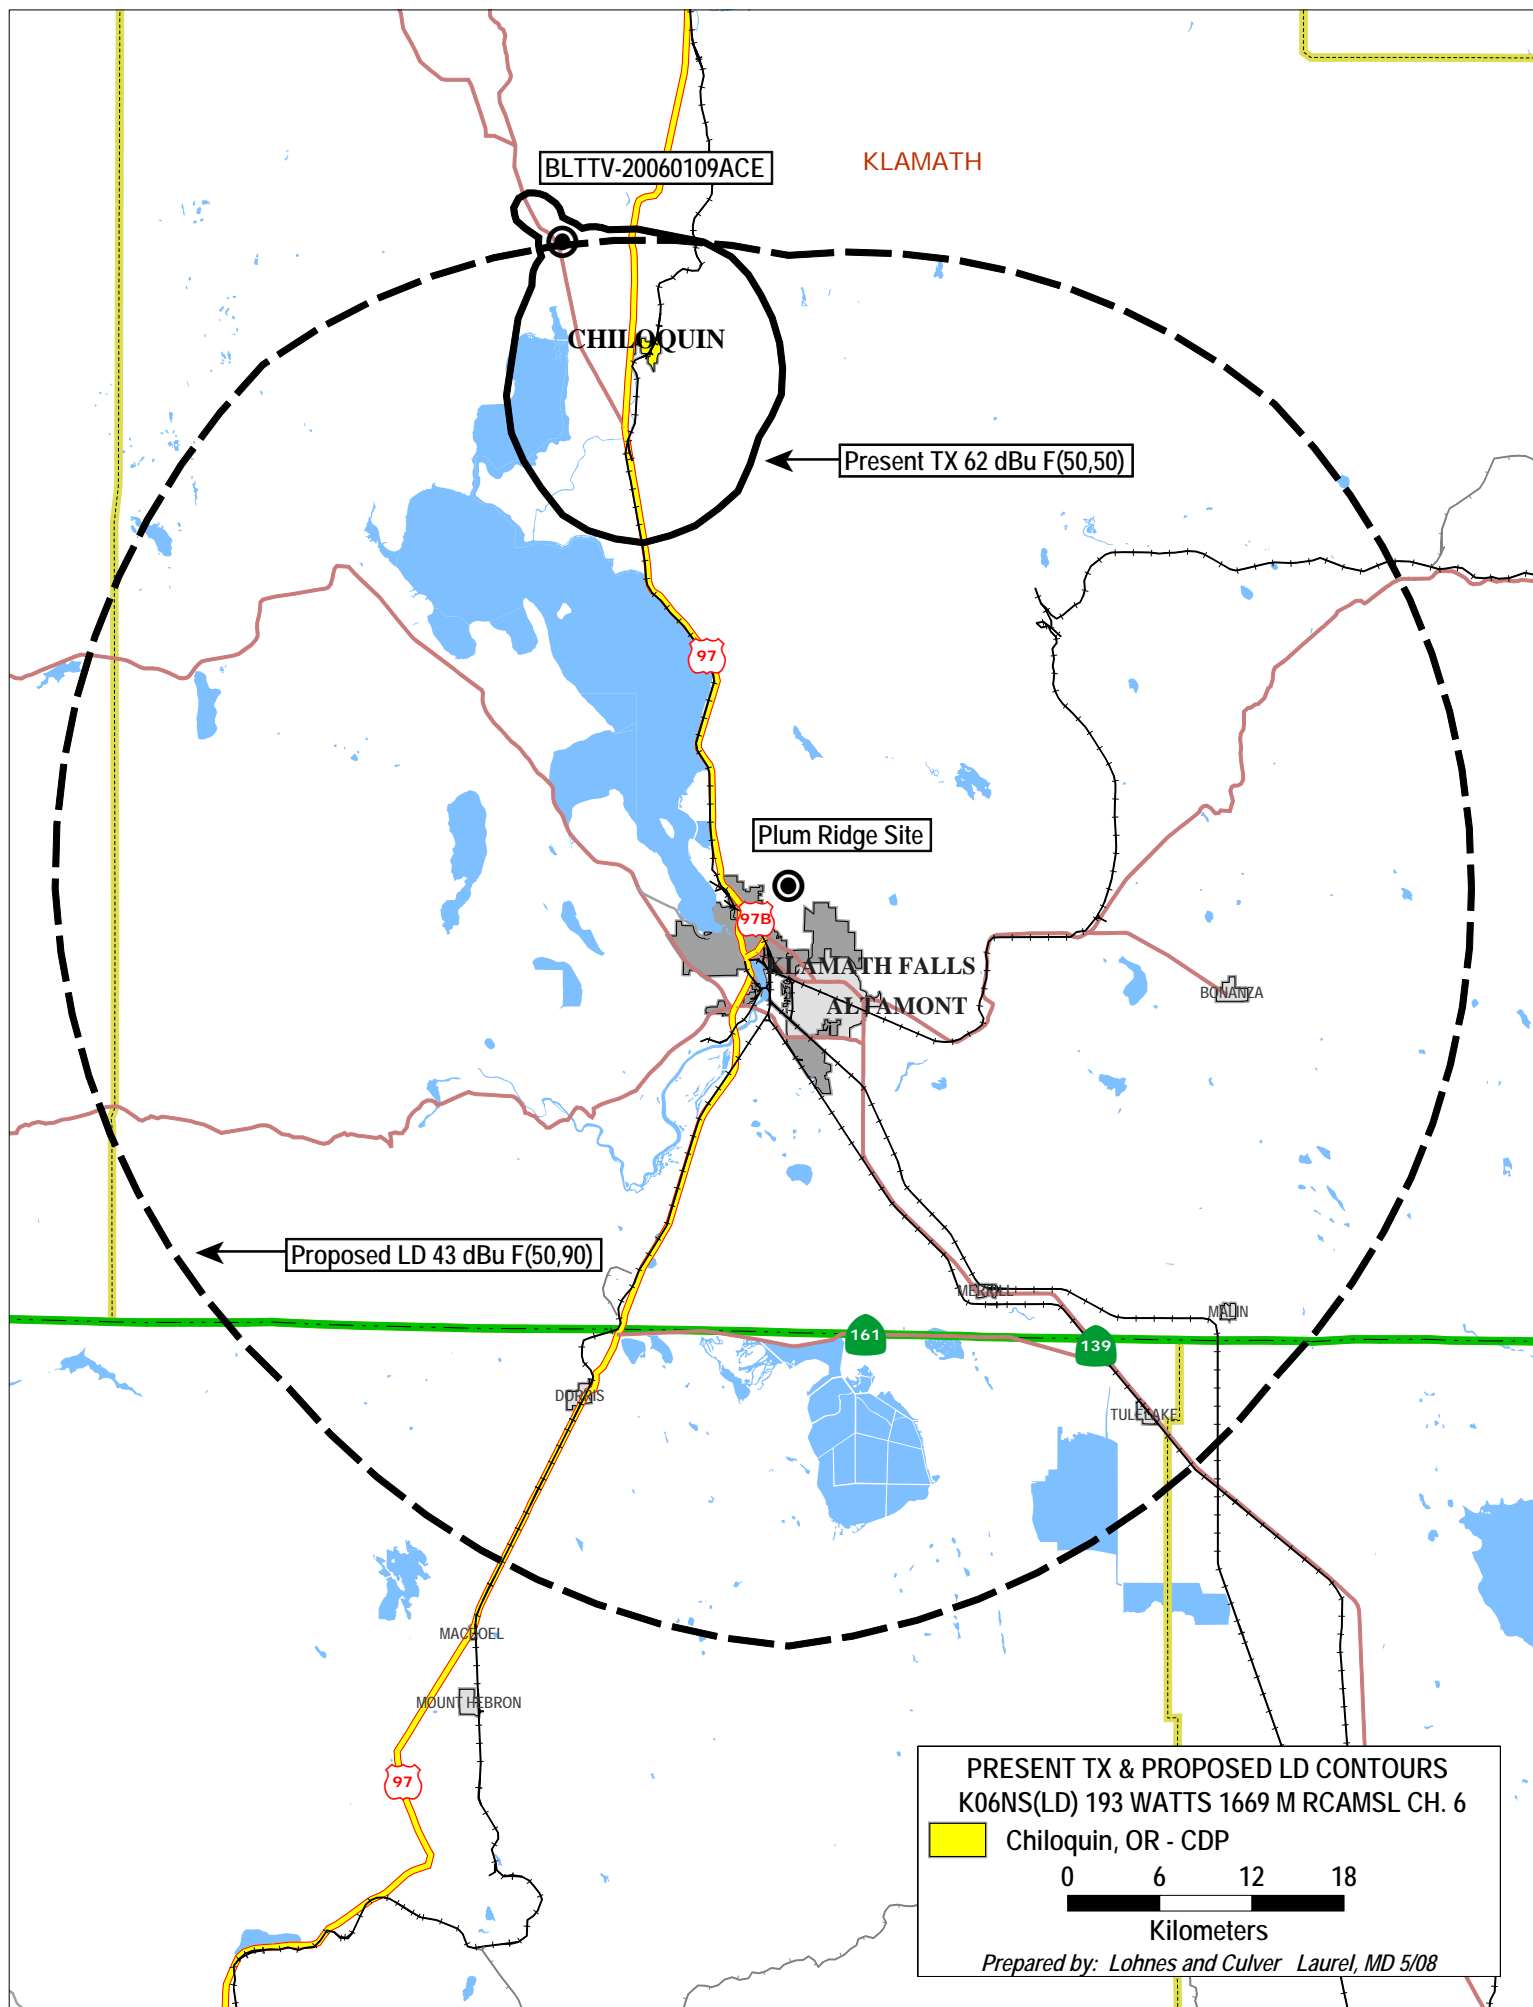 BLTTV-20060109ACE
KLAMATH
CHILOQUIN
Present TX 62 dBu F(50,50)
97
Plum Ridge Site
97B
KLAMATH FALLS
ALTAMONT
BONANZA
Proposed LD 43 dBu F(50,90)
MERRILL
MALIN
161
139
DORRIS
TULELAKE
MACDOEL
MOUNT HEBRON
97
PRESENT TX & PROPOSED LD CONTOURS
K06NS(LD) 193 WATTS 1669 M RCAMSL CH. 6
Chiloquin, OR - CDP
0 6 12 18
Kilometers
Prepared by: Lohnes and Culver Laurel, MD 5/08